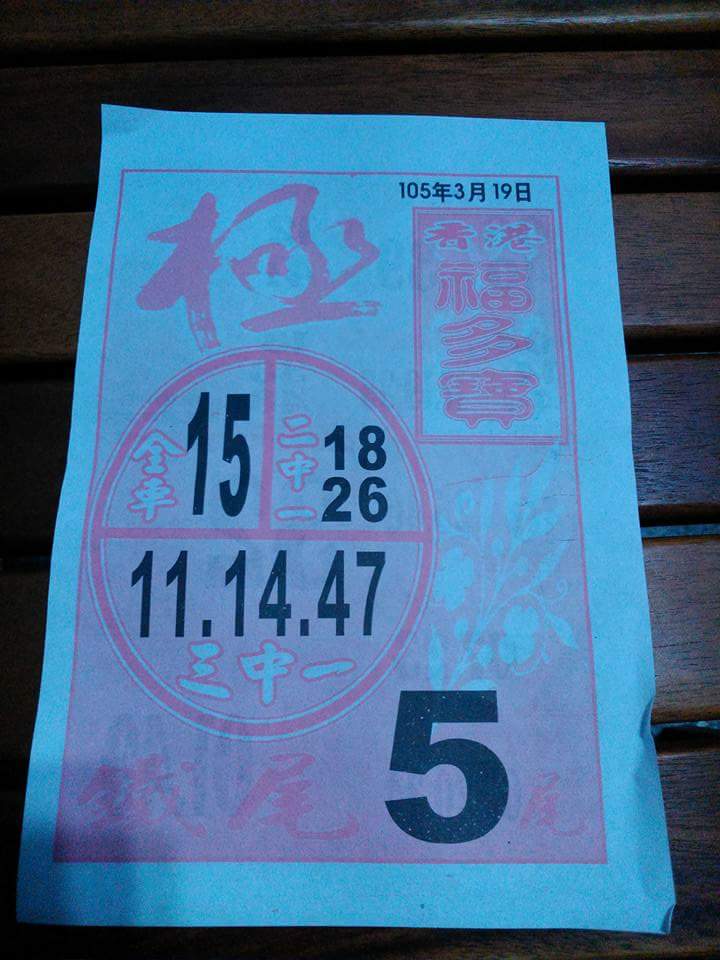 105年3月19日
極
香港
福多寶
全車
15
二中一
18
26
11.14.47
三中一
鐵尾
5
尾